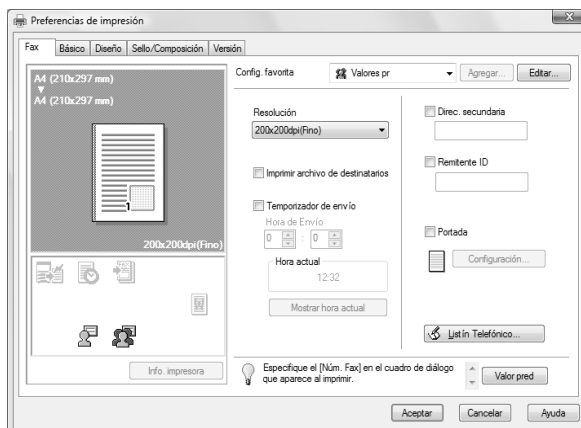 Preferencias de impresión
Fax Básico Diseño Sello/Composición Versión
A4 (210x297 mm)
A4 (210x297 mm)
1
200x200dpi(Fino)
Info. impresora
Config. favorita Valores pr Agregar... Editar...
Resolución
200x200dpi(Fino)
Imprimir archivo de destinatarios
Temporizador de envío
Hora de Envío
0 : 0
Hora actual
12:32
Mostrar hora actual
Direc. secundaria
Remitente ID
Portada
Configuración...
Listín Telefónico...
Especifique el [Núm. Fax] en el cuadro de diálogo
que aparece al imprimir.
Valor pred
Aceptar Cancelar Ayuda